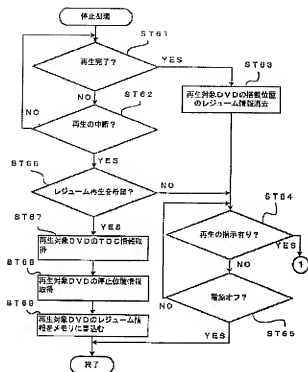 停止処理
ST61
再生完了?
YES
ST63
NO
ST62
再生対象DVDの搭載位置
のレジューム情報消去
再生の中断?
NO
YES
ST66
レジューム再生を希望?
NO
ST64
YES
ST67
再生対象DVDのTOC情報取
得
再生の指示有り?
YES
1
ST68
NO
再生対象DVDの停止位置情報
取得
ST69
電源オフ?
NO
再生対象DVDのレジューム情
報をメモリに書込む
YES
ST65
終了